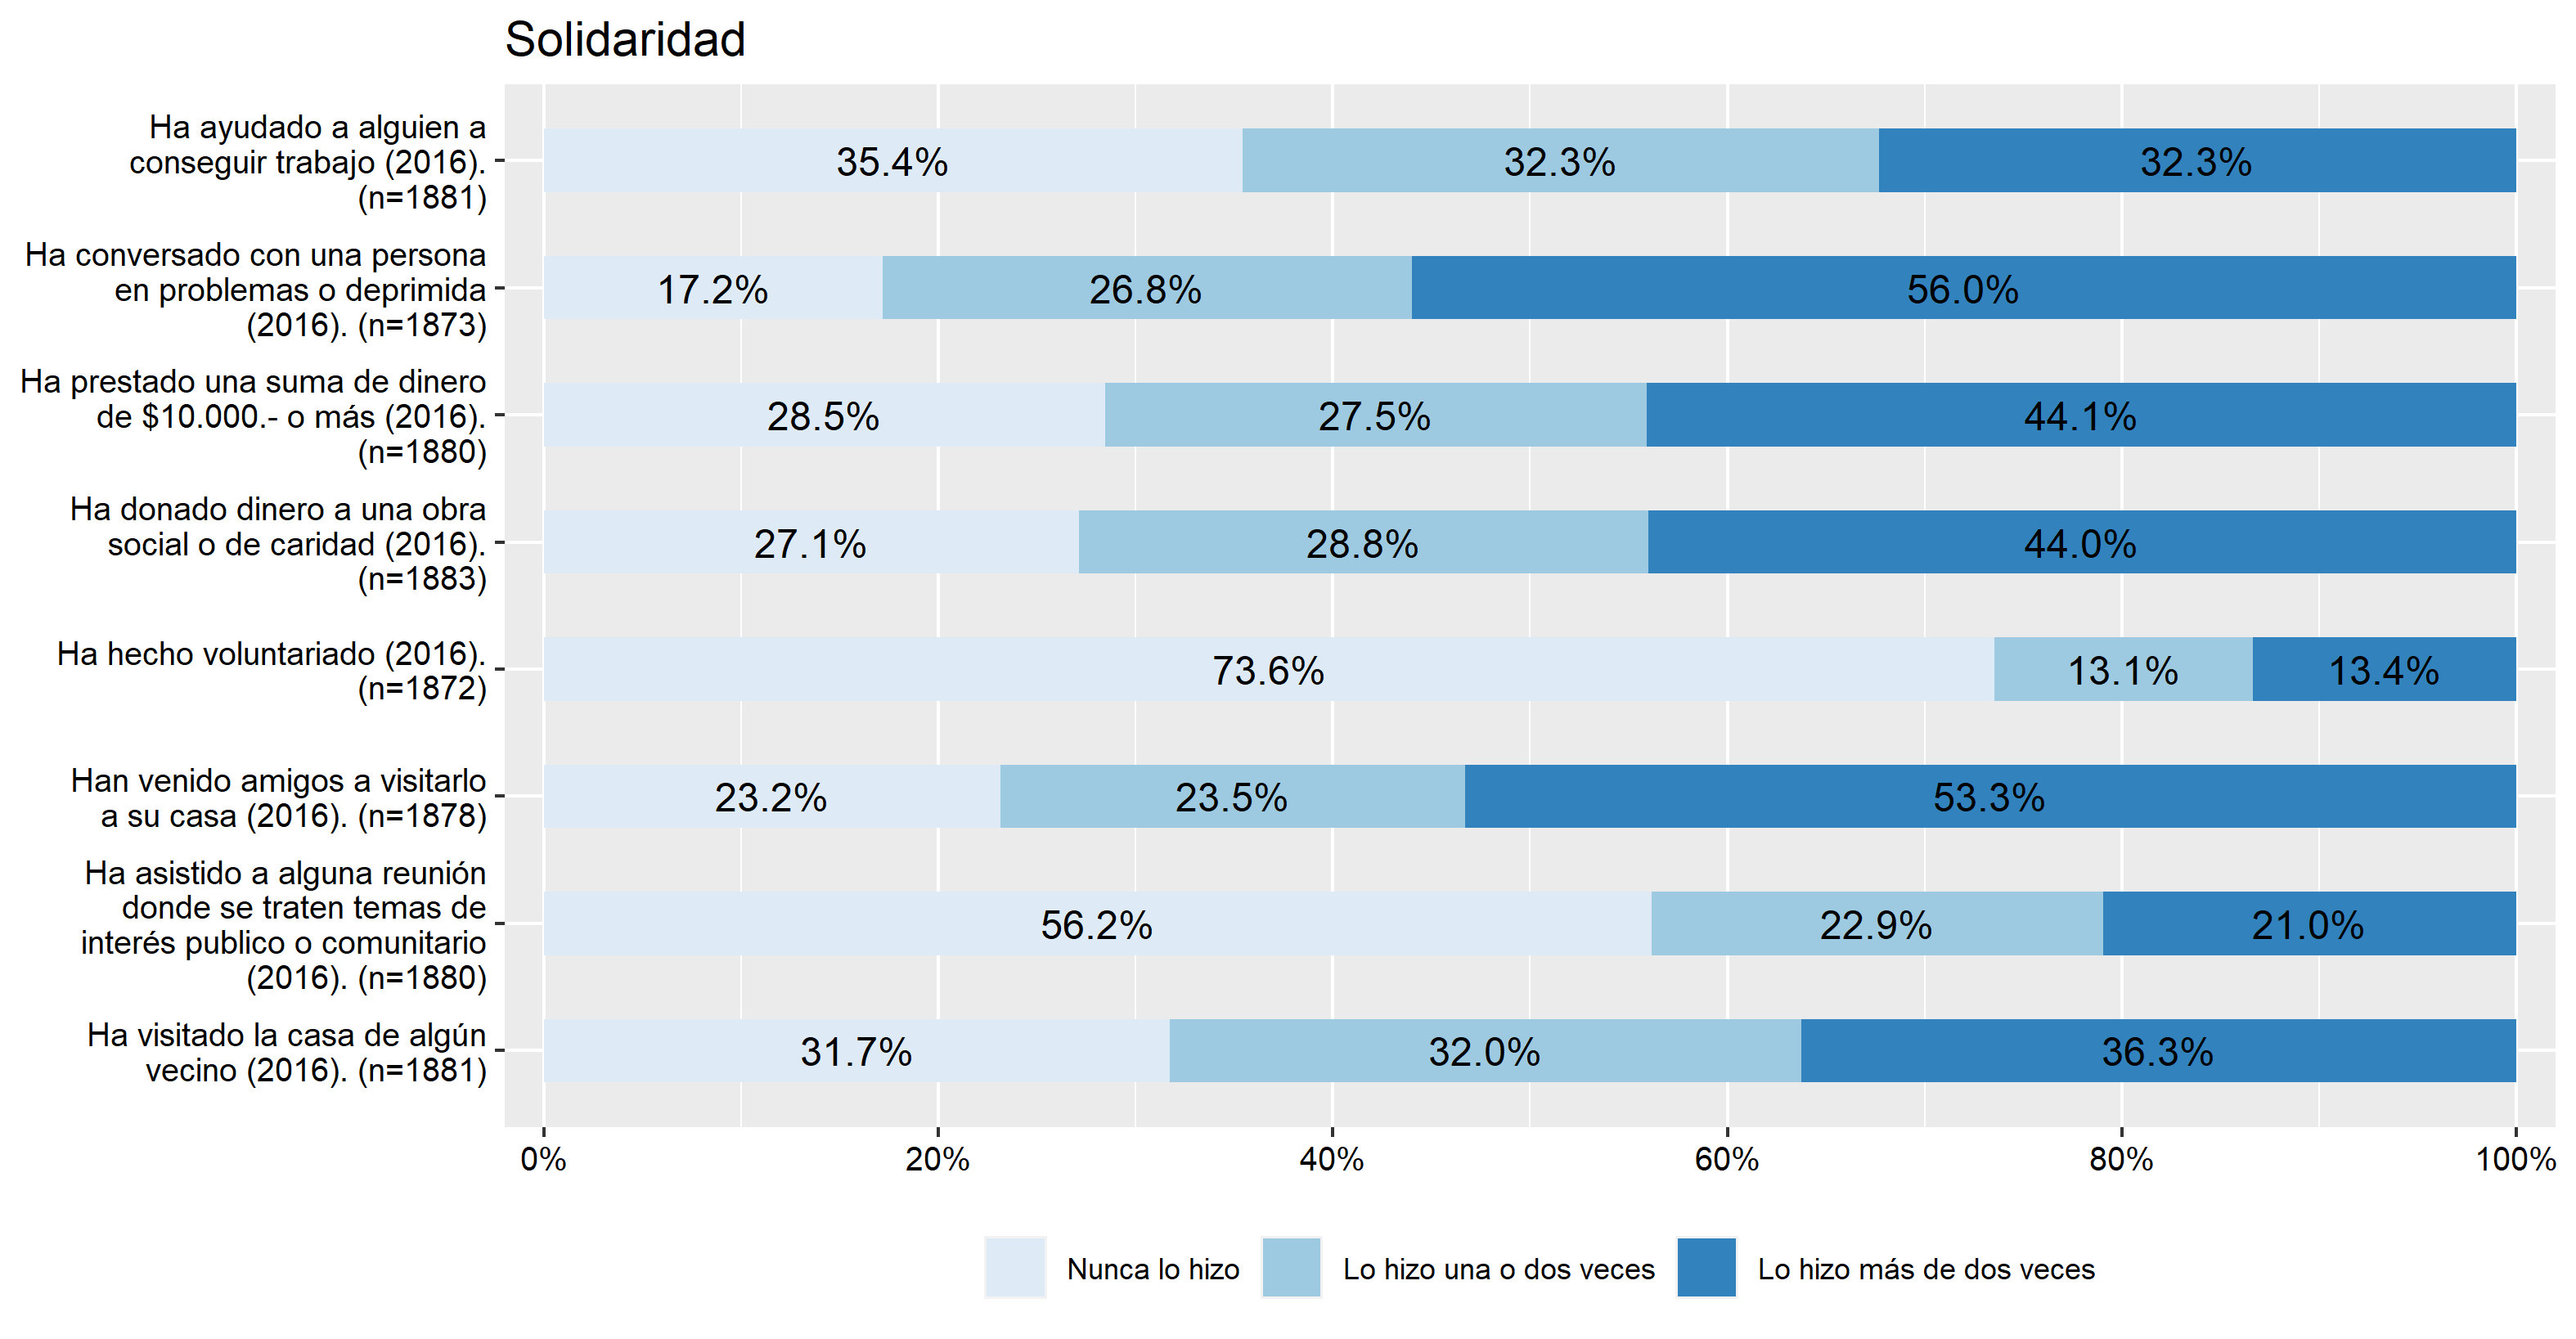 Solidaridad
Ha ayudado a alguien a
conseguir trabajo (2016).
(n=1881)
35.4%
32.3%
32.3%
Ha conversado con una persona
en problemas o deprimida
(2016). (n=1873)
17.2%
26.8%
56.0%
Ha prestado una suma de dinero
de $10.000.- o más (2016).
(n=1880)
28.5%
27.5%
44.1%
Ha donado dinero a una obra
social o de caridad (2016).
(n=1883)
27.1%
28.8%
44.0%
Ha hecho voluntariado (2016).
(n=1872)
73.6%
13.1%
13.4%
Han venido amigos a visitarlo
a su casa (2016). (n=1878)
23.2%
23.5%
53.3%
Ha asistido a alguna reunión
donde se traten temas de
interés publico o comunitario
(2016). (n=1880)
56.2%
22.9%
21.0%
Ha visitado la casa de algún
vecino (2016). (n=1881)
31.7%
32.0%
36.3%
0%
20%
40%
60%
80%
100%
Nunca lo hizo
Lo hizo una o dos veces
Lo hizo más de dos veces